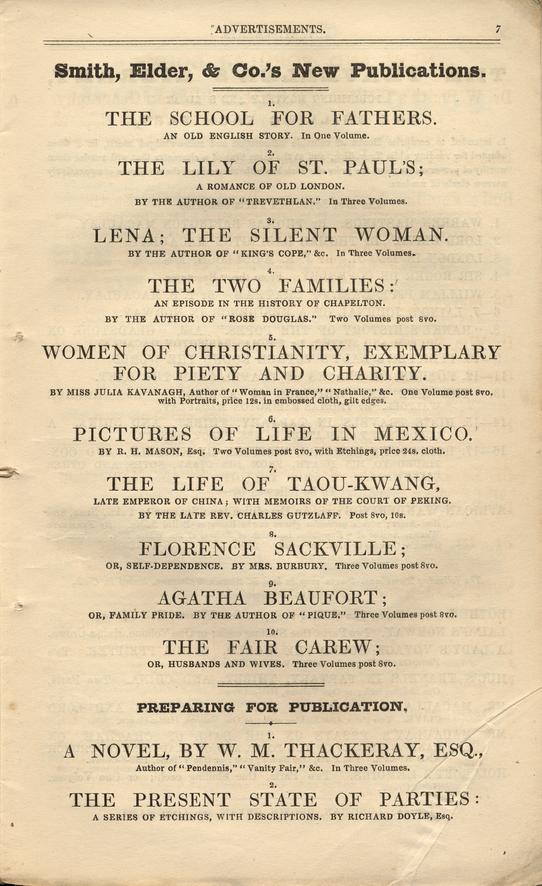 ADVERTISEMENTS. 7
Smith, Elder, & Co.'s New Publications.
1.
THE SCHOOL FOR FATHERS.
AN OLD ENGLISH STORY. In One Volume.
2.
THE LILY OF ST. PAUL'S;
A ROMANCE OF OLD LONDON.
BY THE AUTHOR OF "TREVETHLAN." In Three Volumes.
3.
LENA; THE SILENT WOMAN.
BY THE AUTHOR OF "KING'S COPE," &c. In Three Volumes.
4.
THE TWO FAMILIES:
AN EPISODE IN THE HISTORY OF CHAPELTON.
BY THE AUTHOR OF "ROSE DOUGLAS." Two Volumes post 8vo.
5.
WOMEN OF CHRISTIANITY, EXEMPLARY
FOR PIETY AND CHARITY.
BY MISS JULIA KAVANAGH, Author of "Woman in France," "Nathalie," &c. One Volume post 8vo.
with Portraits, price 12s. in embossed cloth, gilt edges.
6.
PICTURES OF LIFE IN MEXICO.
BY R. H. MASON, Esq. Two Volumes post 8vo, with Etchings, price 24s. cloth.
7.
THE LIFE OF TAOU-KWANG,
LATE EMPEROR OF CHINA; WITH MEMOIRS OF THE COURT OF PEKING.
BY THE LATE REV. CHARLES GUTZLAFF. Post 8vo, 10s.
8.
FLORENCE SACKVILLE;
OR, SELF-DEPENDENCE. BY MRS. BURBURY. Three Volumes post 8vo.
9.
AGATHA BEAUFORT;
OR, FAMILY PRIDE. BY THE AUTHOR OF "PIQUE." Three Volumes post 8vo.
10.
THE FAIR CAREW;
OR, HUSBANDS AND WIVES. Three Volumes post 8vo.
PREPARING FOR PUBLICATION.
1.
A NOVEL, BY W. M. THACKERAY, ESQ.,
Author of "Pendennis," "Vanity Fair," &c. In Three Volumes.
2.
THE PRESENT STATE OF PARTIES:
A SERIES OF ETCHINGS, WITH DESCRIPTIONS. BY RICHARD DOYLE, Esq.